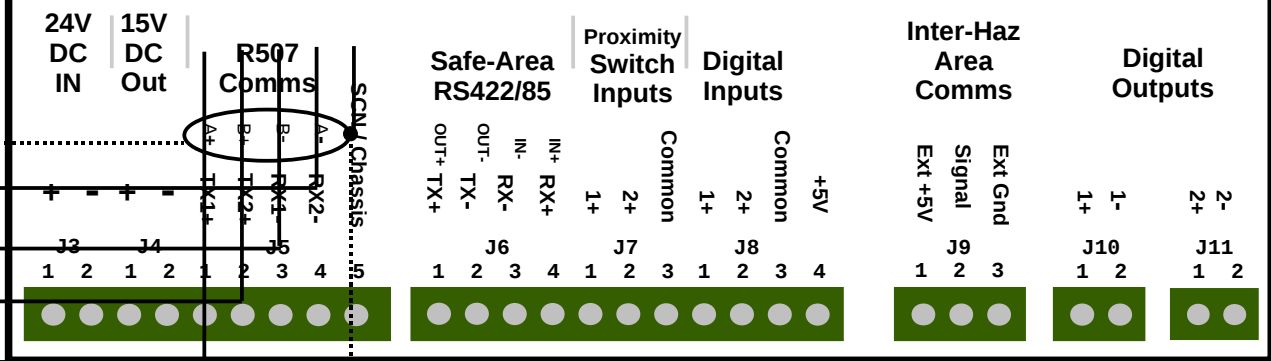 24V
DC
IN
15V
DC
Out
R507
Comms
Safe-Area
RS422/85
Proximity
Switch
Inputs
Digital
Inputs
Inter-Haz
Area
Comms
Digital
Outputs
A+
B+
B-
A-
SCN / Chassis
OUT+
OUT-
IN-
IN+
+ - + -
TX1+
TX2+
RX1-
RX2-
TX+
TX-
RX-
RX+
1+
2+
Common
1+
2+
Common
+5V
Ext +5V
Signal
Ext Gnd
1+
1-
2+
2-
J3 J4 J5 J6 J7 J8 J9 J10 J11
1 2 1 2 1 2 3 4 5 1 2 3 4 1 2 3 1 2 3 4 1 2 3 1 2 1 2